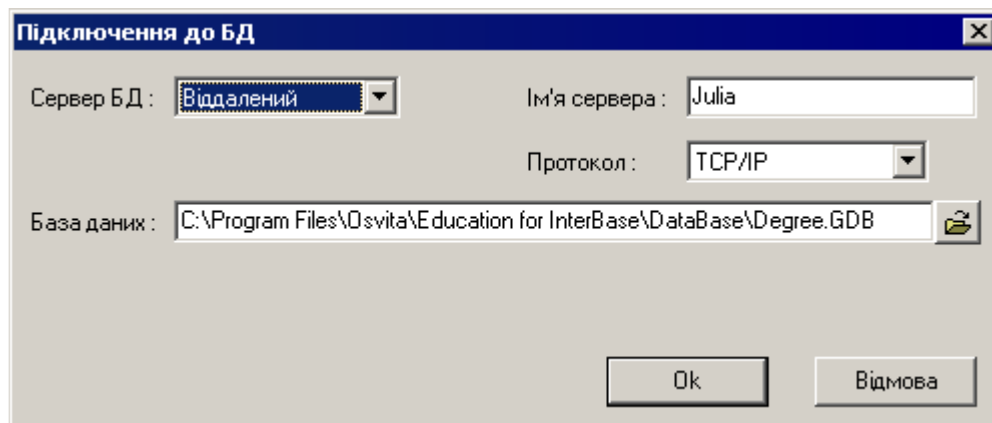 Підключення до БД
Сервер БД : Віддалений Ім'я сервера : Julia
Протокол : TCP/IP
База даних : C:\Program Files\Osvita\Education for InterBase\DataBase\Degree.GDB
Ok Відмова